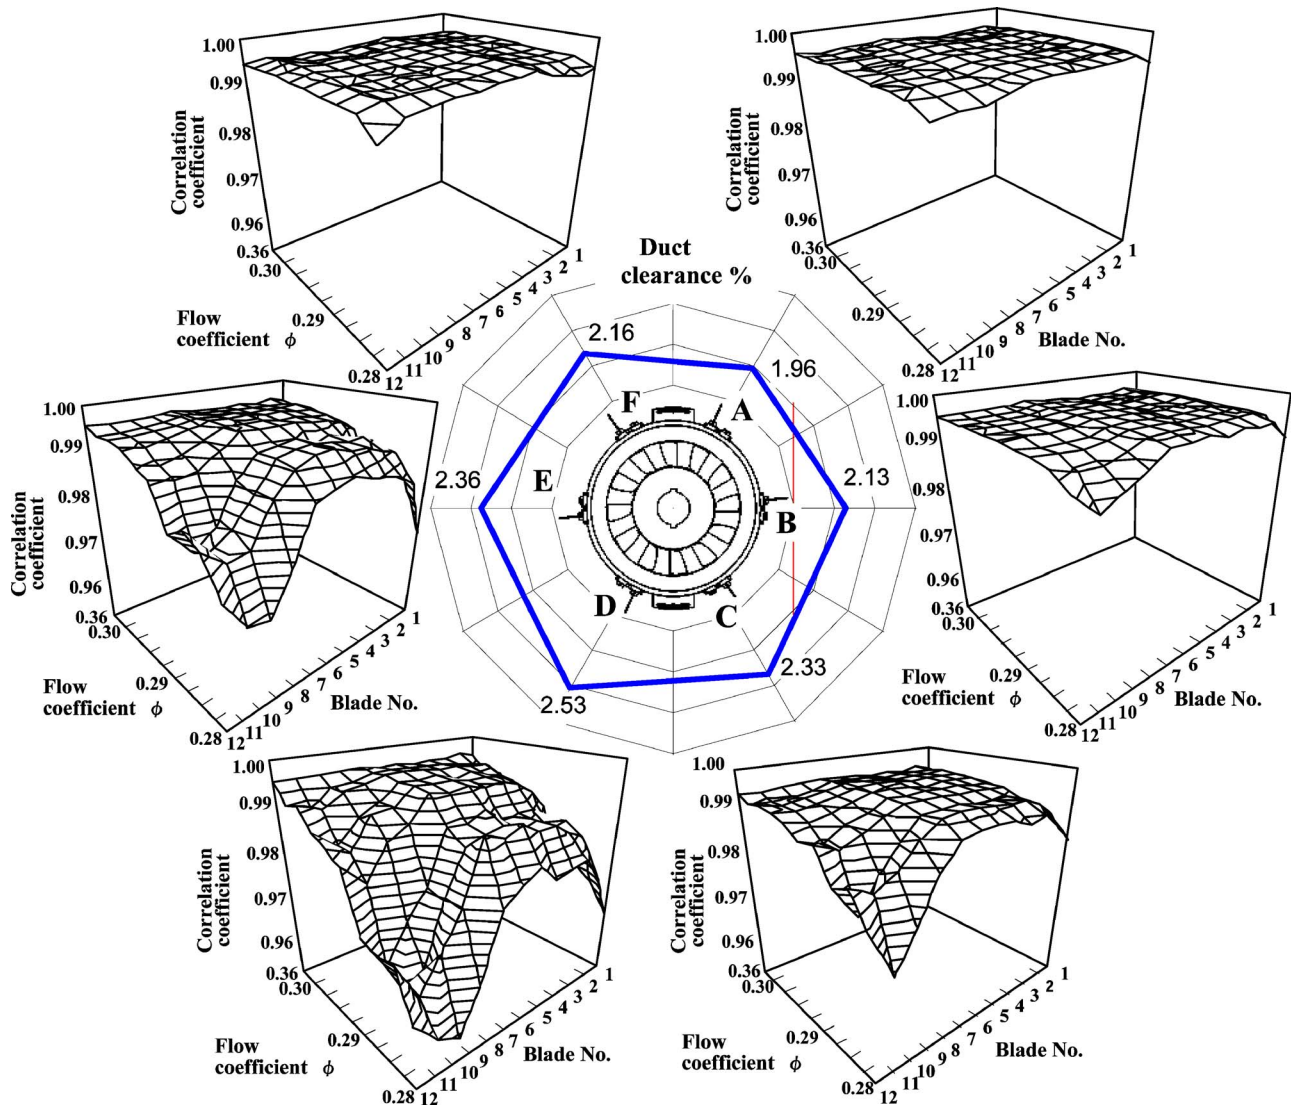 1.00
0.99
0.98
0.97
0.96
0.36
0.30
0.29
0.28
Correlation
coefficient
Flow
coefficient ϕ
12 11 10 9 8 7 6 5 4 3 2 1
1.00
0.99
0.98
0.97
0.96
0.36
0.30
0.29
0.28
Correlation
coefficient
12 11 10 9 8 7 6 5 4 3 2 1
Blade No.
Duct
clearance %
2.16
1.96
2.13
2.33
2.53
2.36
F
A
E
B
D
C
1.00
0.99
0.98
0.97
0.96
0.36
0.30
0.29
0.28
Correlation
coefficient
Flow
coefficient ϕ
12 11 10 9 8 7 6 5 4 3 2 1
Blade No.
1.00
0.99
0.98
0.97
0.96
0.36
0.30
0.29
0.28
Correlation
coefficient
Flow
coefficient ϕ
12 11 10 9 8 7 6 5 4 3 2 1
Blade No.
1.00
0.99
0.98
0.97
0.96
0.36
0.30
0.29
0.28
Correlation
coefficient
Flow
coefficient ϕ
12 11 10 9 8 7 6 5 4 3 2 1
Blade No.
1.00
0.99
0.98
0.97
0.96
0.36
0.30
0.29
0.28
Correlation
coefficient
Flow
coefficient ϕ
12 11 10 9 8 7 6 5 4 3 2 1
Blade No.